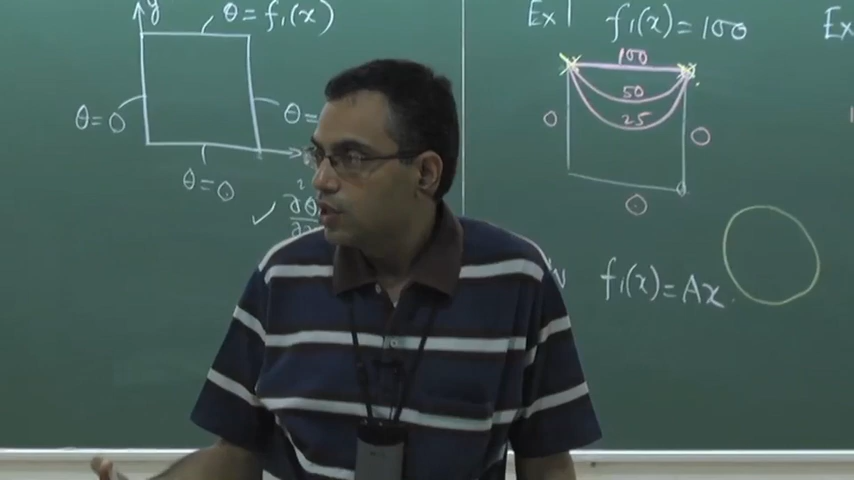 y
θ = f₁(x)
θ=0
θ=
θ=0
✓ ∂θ
Ex 1 f₁(x) = 100
100
50
25
0
0
0
f₁(x) = Ax
Ex